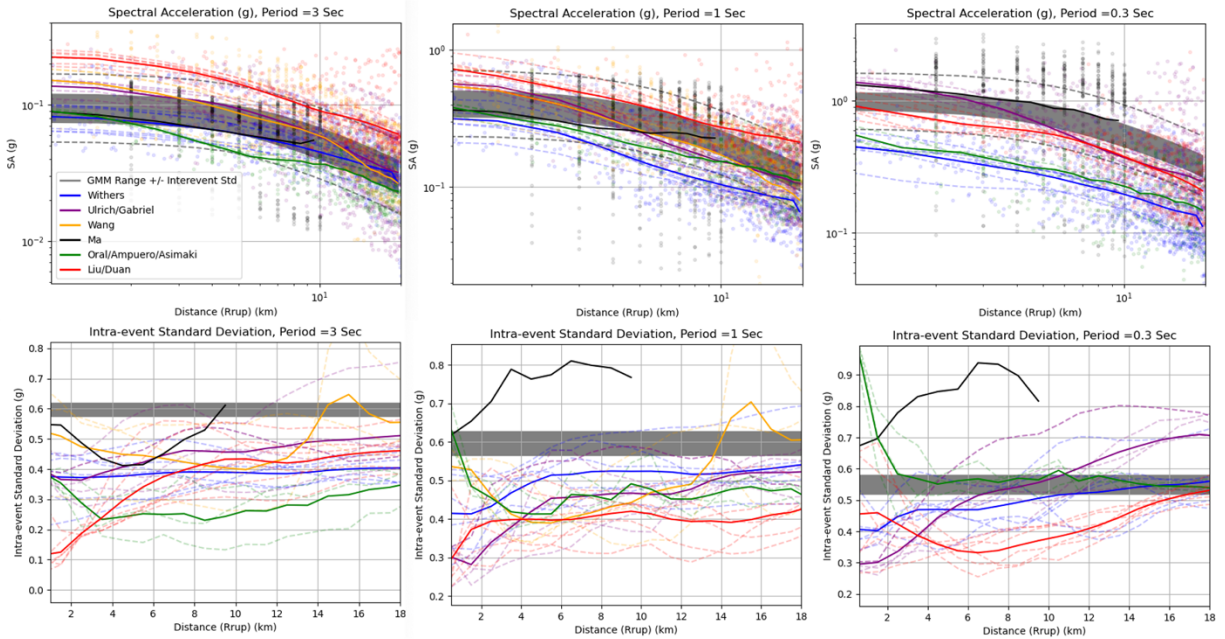 Spectral Acceleration (g), Period =3 Sec
SA (g)
10⁻¹
10⁻²
GMM Range +/- Interevent Std
Withers
Ulrich/Gabriel
Wang
Ma
Oral/Ampuero/Asimaki
Liu/Duan
10¹
Distance (Rrup) (km)
Spectral Acceleration (g), Period =1 Sec
SA (g)
10⁰
10⁻¹
10¹
Distance (Rrup) (km)
Spectral Acceleration (g), Period =0.3 Sec
SA (g)
10⁰
10⁻¹
10¹
Distance (Rrup) (km)
Intra-event Standard Deviation, Period =3 Sec
Intra-event Standard Deviation (g)
0.8
0.7
0.6
0.5
0.4
0.3
0.2
0.1
0.0
2 4 6 8 10 12 14 16 18
Distance (Rrup) (km)
Intra-event Standard Deviation, Period =1 Sec
Intra-event Standard Deviation (g)
0.8
0.7
0.6
0.5
0.4
0.3
0.2
2 4 6 8 10 12 14 16 18
Distance (Rrup) (km)
Intra-event Standard Deviation, Period =0.3 Sec
Intra-event Standard Deviation (g)
0.9
0.8
0.7
0.6
0.5
0.4
0.3
0.2
2 4 6 8 10 12 14 16 18
Distance (Rrup) (km)